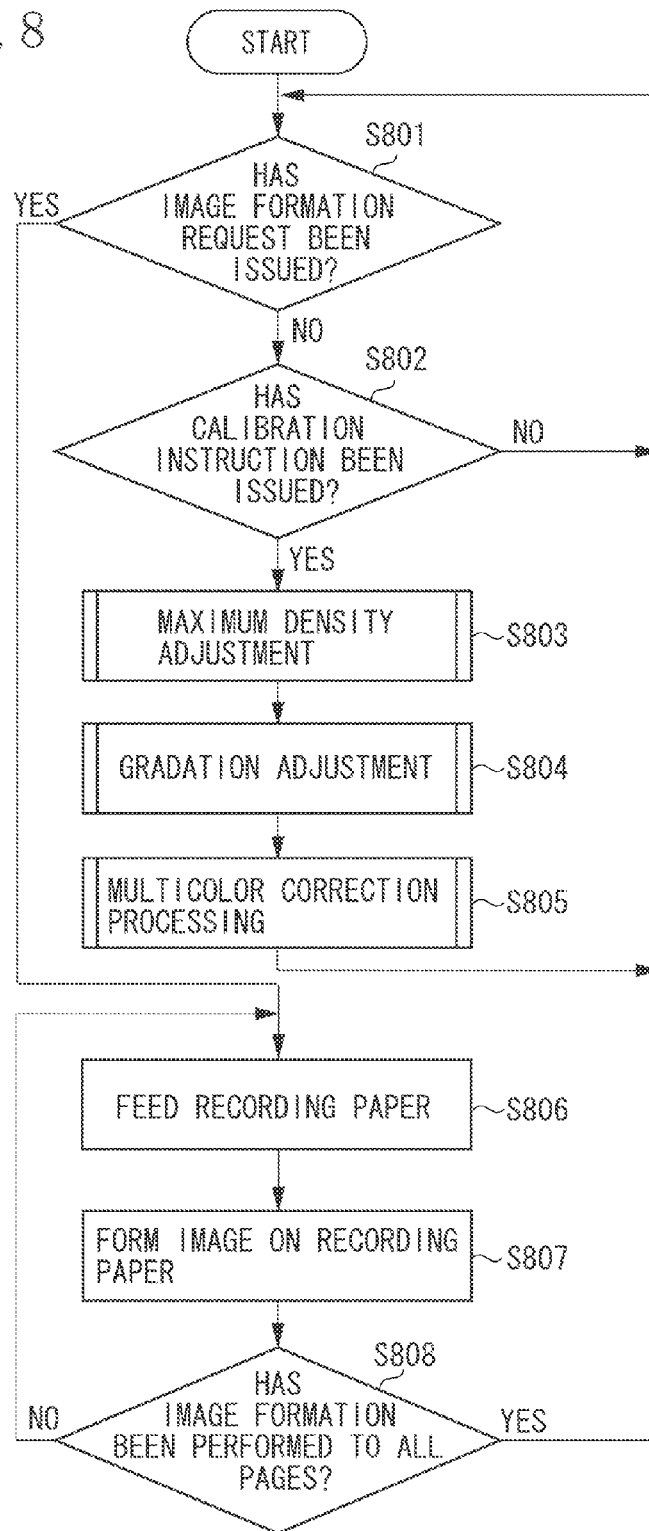 . 8
START
S801
HAS
IMAGE FORMATION
REQUEST BEEN
ISSUED?
YES
NO
S802
HAS
CALIBRATION
INSTRUCTION BEEN
ISSUED?
NO
YES
MAXIMUM DENSITY
ADJUSTMENT
S803
GRADATION ADJUSTMENT
S804
MULTICOLOR CORRECTION
PROCESSING
S805
FEED RECORDING PAPER
S806
FORM IMAGE ON RECORDING
PAPER
S807
S808
HAS
IMAGE FORMATION
BEEN PERFORMED TO ALL
PAGES?
NO
YES